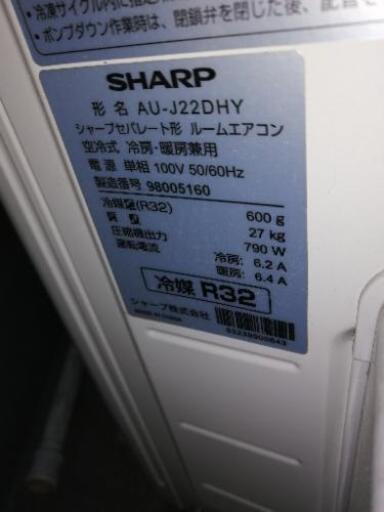 ・冷凍サイクル内に指定
・ポンプダウン作業時は、閉鎖弁を閉じた後、配管を
SHARP
形 名 AU-J22DHY
シャープセパレート形 ルームエアコン
空冷式 冷房・暖房兼用
電源 単相 100V 50/60Hz
製造番号 98005160
冷媒量(R32) 600 g
質 量 27 kg
圧縮機出力 790 W
運転電流 冷房: 6.2 A
暖房: 6.4 A
冷媒 R32
シャープ株式会社